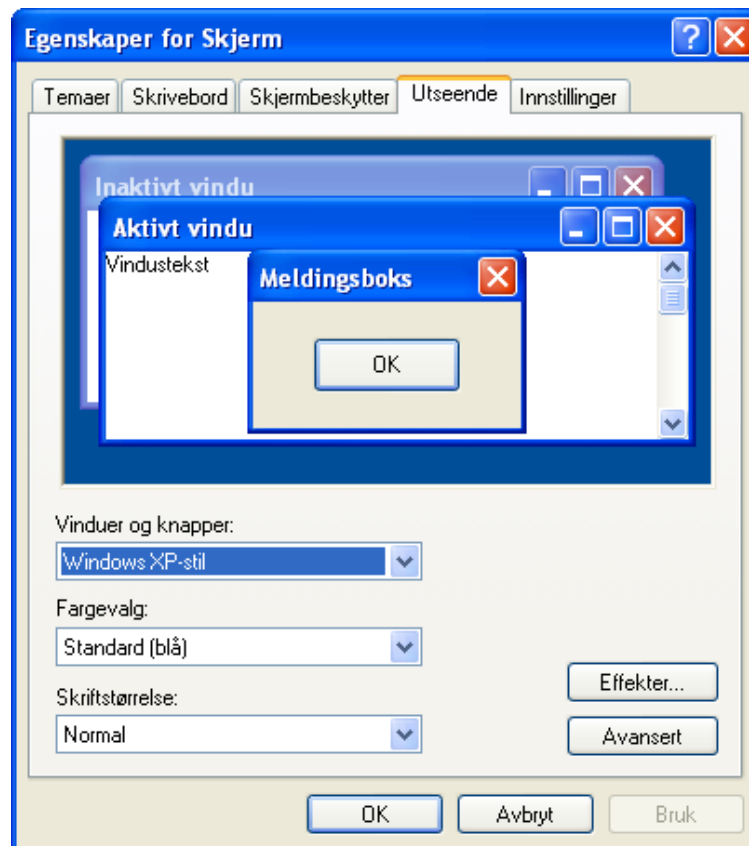 Egenskaper for Skjerm
Temaer Skrivebord Skjermbeskytter Utseende Innstillinger
Inaktivt vindu
Aktivt vindu
Vindustekst
Meldingsboks
OK
Vinduer og knapper:
Windows XP-stil
Fargevalg:
Standard (blå)
Skriftstørrelse:
Normal
Effekter...
Avansert
OK Avbryt Bruk